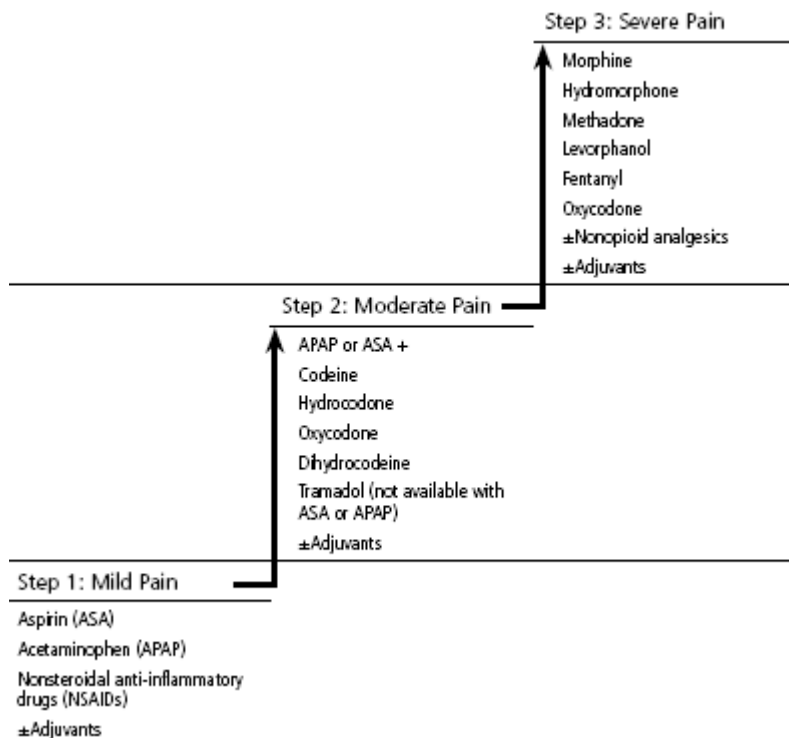 Step 3: Severe Pain
Morphine
Hydromorphone
Methadone
Levorphanol
Fentanyl
Oxycodone
±Nonopioid analgesics
±Adjuvants
Step 2: Moderate Pain
APAP or ASA +
Codeine
Hydrocodone
Oxycodone
Dihydrocodeine
Tramadol (not available with
ASA or APAP)
±Adjuvants
Step 1: Mild Pain
Aspirin (ASA)
Acetaminophen (APAP)
Nonsteroidal anti-inflammatory
drugs (NSAIDs)
±Adjuvants